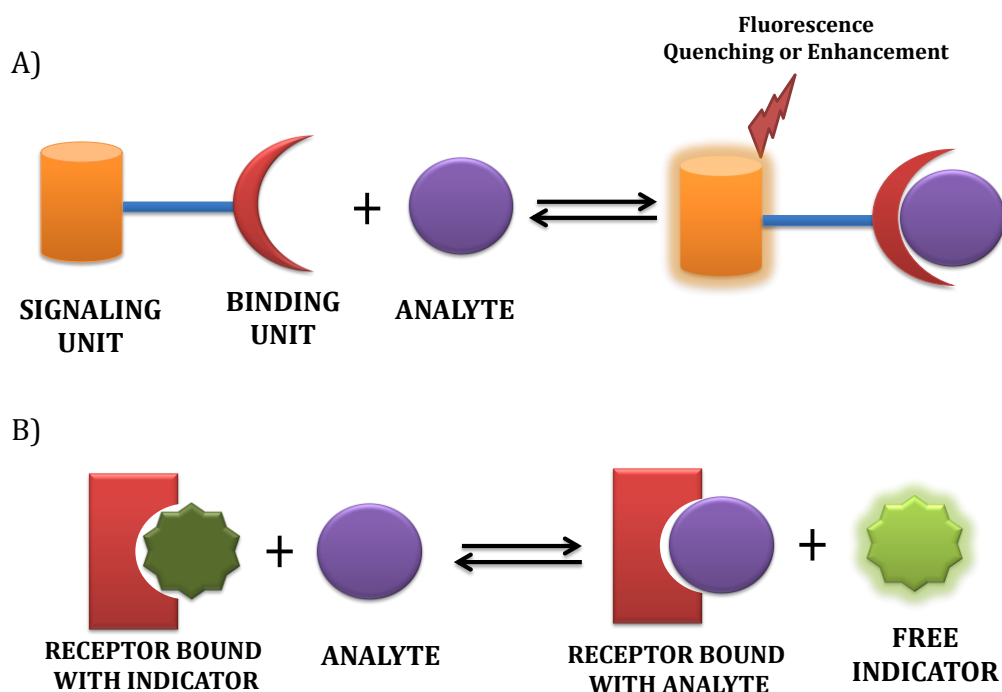 Fluorescence
Quenching or Enhancement
A)
+
SIGNALING
UNIT
BINDING
UNIT
ANALYTE
B)
+
+
RECEPTOR BOUND
WITH INDICATOR
ANALYTE
RECEPTOR BOUND
WITH ANALYTE
FREE
INDICATOR